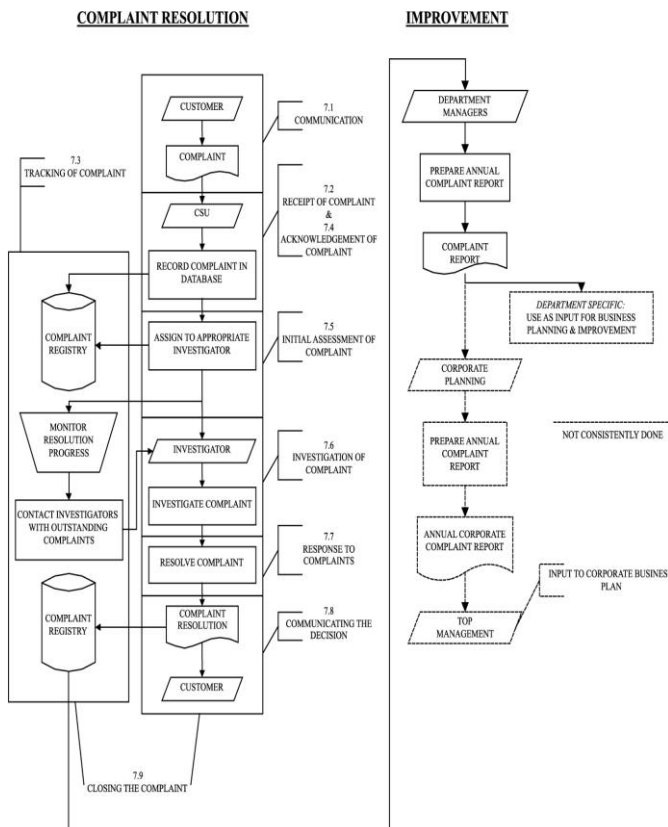 COMPLAINT RESOLUTION
IMPROVEMENT
CUSTOMER
COMPLAINT
7.1
COMMUNICATION
7.3
TRACKING OF COMPLAINT
CSU
7.2
RECEIPT OF COMPLAINT
&
7.4
ACKNOWLEDGEMENT OF
COMPLAINT
RECORD COMPLAINT IN
DATABASE
COMPLAINT
REGISTRY
ASSIGN TO APPROPRIATE
INVESTIGATOR
7.5
INITIAL ASSESSMENT OF
COMPLAINT
MONITOR
RESOLUTION
PROGRESS
INVESTIGATOR
7.6
INVESTIGATION OF
COMPLAINT
CONTACT INVESTIGATORS
WITH OUTSTANDING
COMPLAINTS
INVESTIGATE COMPLAINT
RESOLVE COMPLAINT
7.7
RESPONSE TO
COMPLAINTS
COMPLAINT
REGISTRY
COMPLAINT
RESOLUTION
7.8
COMMUNICATING THE
DECISION
CUSTOMER
7.9
CLOSING THE COMPLAINT
DEPARTMENT
MANAGERS
PREPARE ANNUAL
COMPLAINT REPORT
COMPLAINT
REPORT
DEPARTMENT SPECIFIC:
USE AS INPUT FOR BUSINESS
PLANNING & IMPROVEMENT
CORPORATE
PLANNING
PREPARE ANNUAL
COMPLAINT
REPORT
NOT CONSISTENTLY DONE
ANNUAL CORPORATE
COMPLAINT REPORT
INPUT TO CORPORATE BUSINES
PLAN
TOP
MANAGEMENT